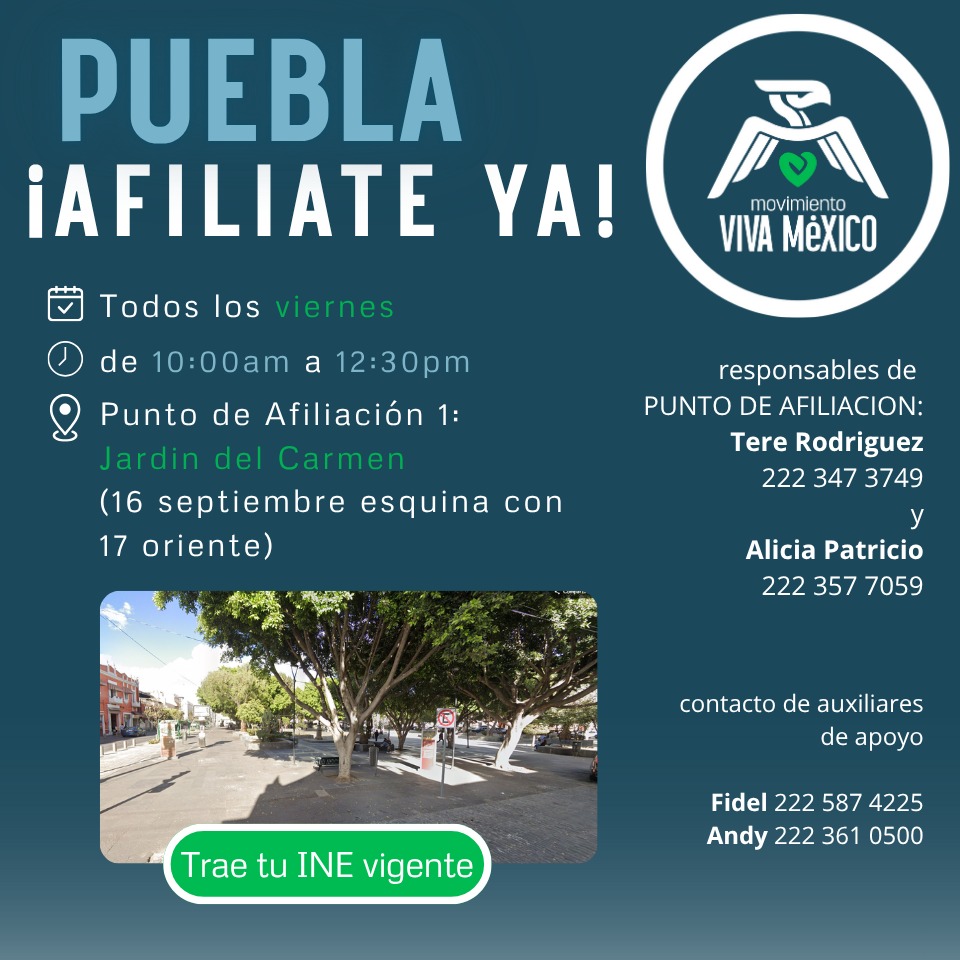 PUEBLA
¡AFILIATE YA!
movimiento
VIVA MéXICO
Todos los viernes
de 10:00am a 12:30pm
Punto de Afiliación 1:
Jardin del Carmen
(16 septiembre esquina con
17 oriente)
responsables de
PUNTO DE AFILIACION:
Tere Rodriguez
222 347 3749
y
Alicia Patricio
222 357 7059
contacto de auxiliares
de apoyo
Fidel 222 587 4225
Andy 222 361 0500
E
Trae tu INE vigente